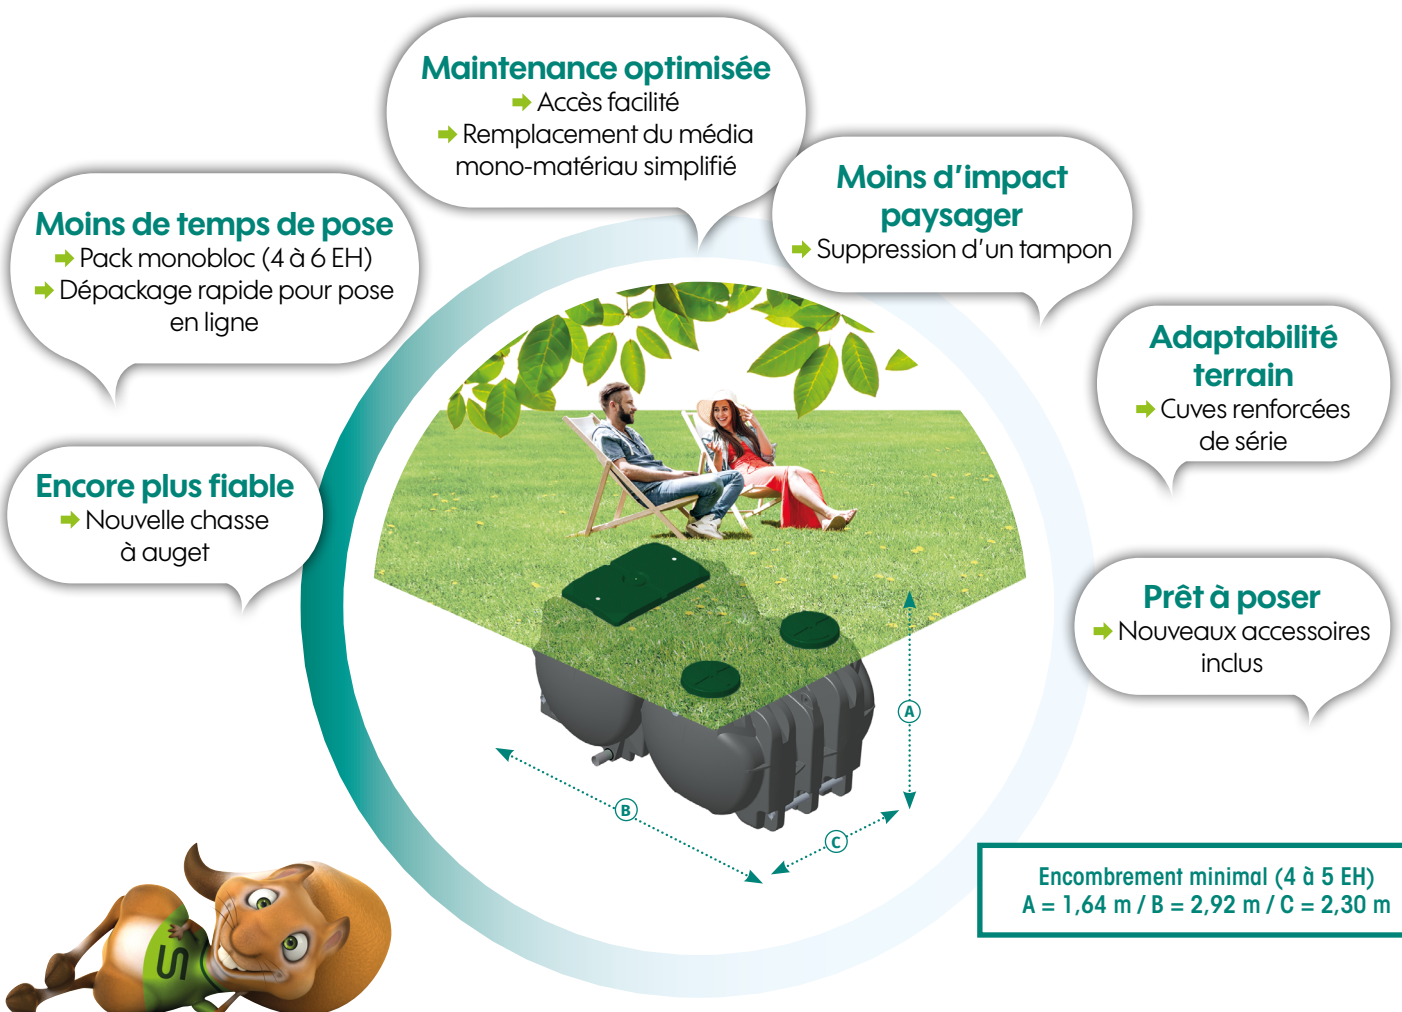 Maintenance optimisée
➡ Accès facilité
➡ Remplacement du média
mono-matériau simplifié
Moins d'impact
paysager
➡ Suppression d'un tampon
Moins de temps de pose
➡ Pack monobloc (4 à 6 EH)
➡ Dépackage rapide pour pose
en ligne
Adaptabilité
terrain
➡ Cuves renforcées
de série
Encore plus fiable
➡ Nouvelle chasse
à auget
Prêt à poser
➡ Nouveaux accessoires
inclus
A
B
C
Encombrement minimal (4 à 5 EH)
A = 1,64 m / B = 2,92 m / C = 2,30 m